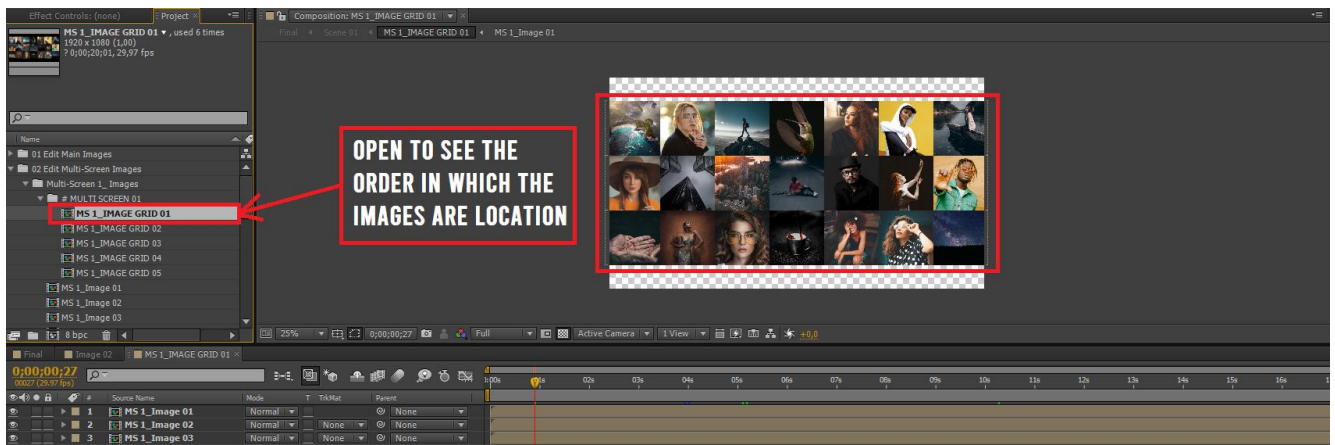 Effect Controls: (none)
Project
Composition: MS 1_IMAGE GRID 01
MS 1_IMAGE GRID 01 , used 6 times
1920 x 1080 (1,00)
? 0;00;20;01, 29,97 fps
Final
Scene 01
MS 1_IMAGE GRID 01
MS 1_Image 01
Name
01 Edit Main Images
02 Edit Multi-Screen Images
Multi-Screen 1_ Images
# MULTI SCREEN 01
MS 1_IMAGE GRID 01
MS 1_IMAGE GRID 02
MS 1_IMAGE GRID 03
MS 1_IMAGE GRID 04
MS 1_IMAGE GRID 05
MS 1_Image 01
MS 1_Image 02
MS 1_Image 03
8 bpc
OPEN TO SEE THE
ORDER IN WHICH THE
IMAGES ARE LOCATION
25%
0;00;00;27
Full
Active Camera
1 View
+0,0
Final
Image 02
MS 1_IMAGE GRID 01
0;00;00;27
00027 (29.97 fps)
# Source Name Mode T TrkMat Parent
1 MS 1_Image 01 Normal None
2 MS 1_Image 02 Normal None None
3 MS 1_Image 03 Normal None None
02s 03s 04s 05s 06s 07s 08s 09s 10s 11s 12s 13s 14s 15s 16s